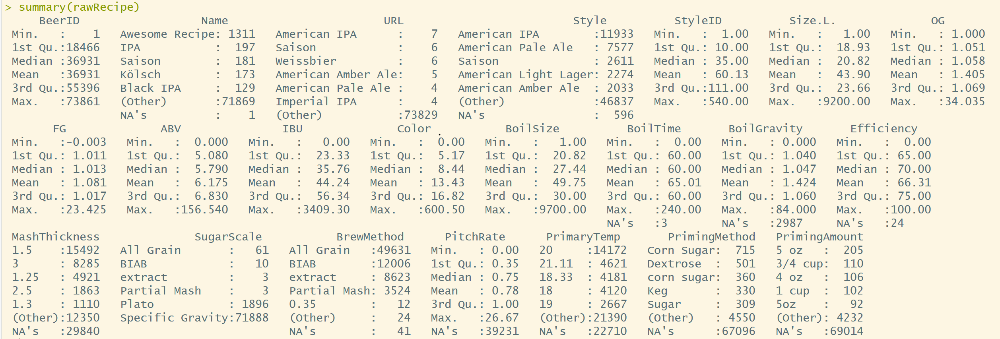 > summary(rawRecipe)
     BeerID                  Name                       URL                         Style          StyleID          Size.L.              OG
 Min.   :    1   Awesome Recipe: 1311   American IPA      :    7   American IPA        :11933   Min.   :  1.00   Min.   :   1.00   Min.   : 1.000
 1st Qu.:18466   IPA           :  197   Saison            :    6   American Pale Ale   : 7577   1st Qu.: 10.00   1st Qu.:  18.93   1st Qu.: 1.051
 Median :36931   Saison        :  181   Weissbier         :    6   Saison              : 2611   Median : 35.00   Median :  20.82   Median : 1.058
 Mean   :36931   Kölsch        :  173   American Amber Ale:    5   American Light Lager: 2274   Mean   : 60.13   Mean   :  43.90   Mean   : 1.405
 3rd Qu.:55396   Black IPA     :  129   American Pale Ale :    4   American Amber Ale  : 2033   3rd Qu.:111.00   3rd Qu.:  23.66   3rd Qu.: 1.069
 Max.   :73861   (Other)       :71869   Imperial IPA      :    4   (Other)             :46837   Max.   :540.00   Max.   :9200.00   Max.   :34.035
                 NA's          :    1   (Other)           :73829   NA's                :  596
       FG              ABV               IBU              Color           BoilSize          BoilTime       BoilGravity       Efficiency
 Min.   :-0.003   Min.   :  0.000   Min.   :   0.00   Min.   :  0.00   Min.   :   1.00   Min.   :  0.00   Min.   : 0.000   Min.   :  0.00
 1st Qu.: 1.011   1st Qu.:  5.080   1st Qu.:  23.33   1st Qu.:  5.17   1st Qu.:  20.82   1st Qu.: 60.00   1st Qu.: 1.040   1st Qu.: 65.00
 Median : 1.013   Median :  5.790   Median :  35.76   Median :  8.44   Median :  27.44   Median : 60.00   Median : 1.047   Median : 70.00
 Mean   : 1.081   Mean   :  6.175   Mean   :  44.24   Mean   : 13.43   Mean   :  49.75   Mean   : 65.01   Mean   : 1.424   Mean   : 66.31
 3rd Qu.: 1.017   3rd Qu.:  6.830   3rd Qu.:  56.34   3rd Qu.: 16.82   3rd Qu.:  30.00   3rd Qu.: 60.00   3rd Qu.: 1.060   3rd Qu.: 75.00
 Max.   :23.425   Max.   :156.540   Max.   :3409.30   Max.   :600.50   Max.   :9700.00   Max.   :240.00   Max.   :84.000   Max.   :100.00
                                                                                         NA's   :3        NA's   :2987     NA's   :24
 MashThickness              SugarScale           BrewMethod      PitchRate      PrimaryTemp       PrimingMethod   PrimingAmount
 1.5    :15492   All Grain       :   61   All Grain   :49631   Min.   : 0.00   20     :14172   Corn Sugar:  715   5 oz   :  205
 3      : 8285   BIAB            :   10   BIAB        :12006   1st Qu.: 0.35   21.11  : 4621   Dextrose  :  501   3/4 cup:  110
 1.25   : 4921   extract         :    3   extract     : 8623   Median : 0.75   18.33  : 4181   corn sugar:  360   4 oz   :  106
 2.5    : 1863   Partial Mash    :    3   Partial Mash: 3524   Mean   : 0.78   18     : 4120   Keg       :  330   1 cup  :  102
 1.3    : 1110   Plato           : 1896   0.35        :   12   3rd Qu.: 1.00   19     : 2667   Sugar     :  309   5oz    :   92
 (Other):12350   Specific Gravity:71888   (Other)     :   24   Max.   :26.67   (Other):21390   (Other)   : 4550   (Other): 4232
 NA's   :29840                            NA's        :   41   NA's   :39231   NA's   :22710   NA's      :67096   NA's   :69014